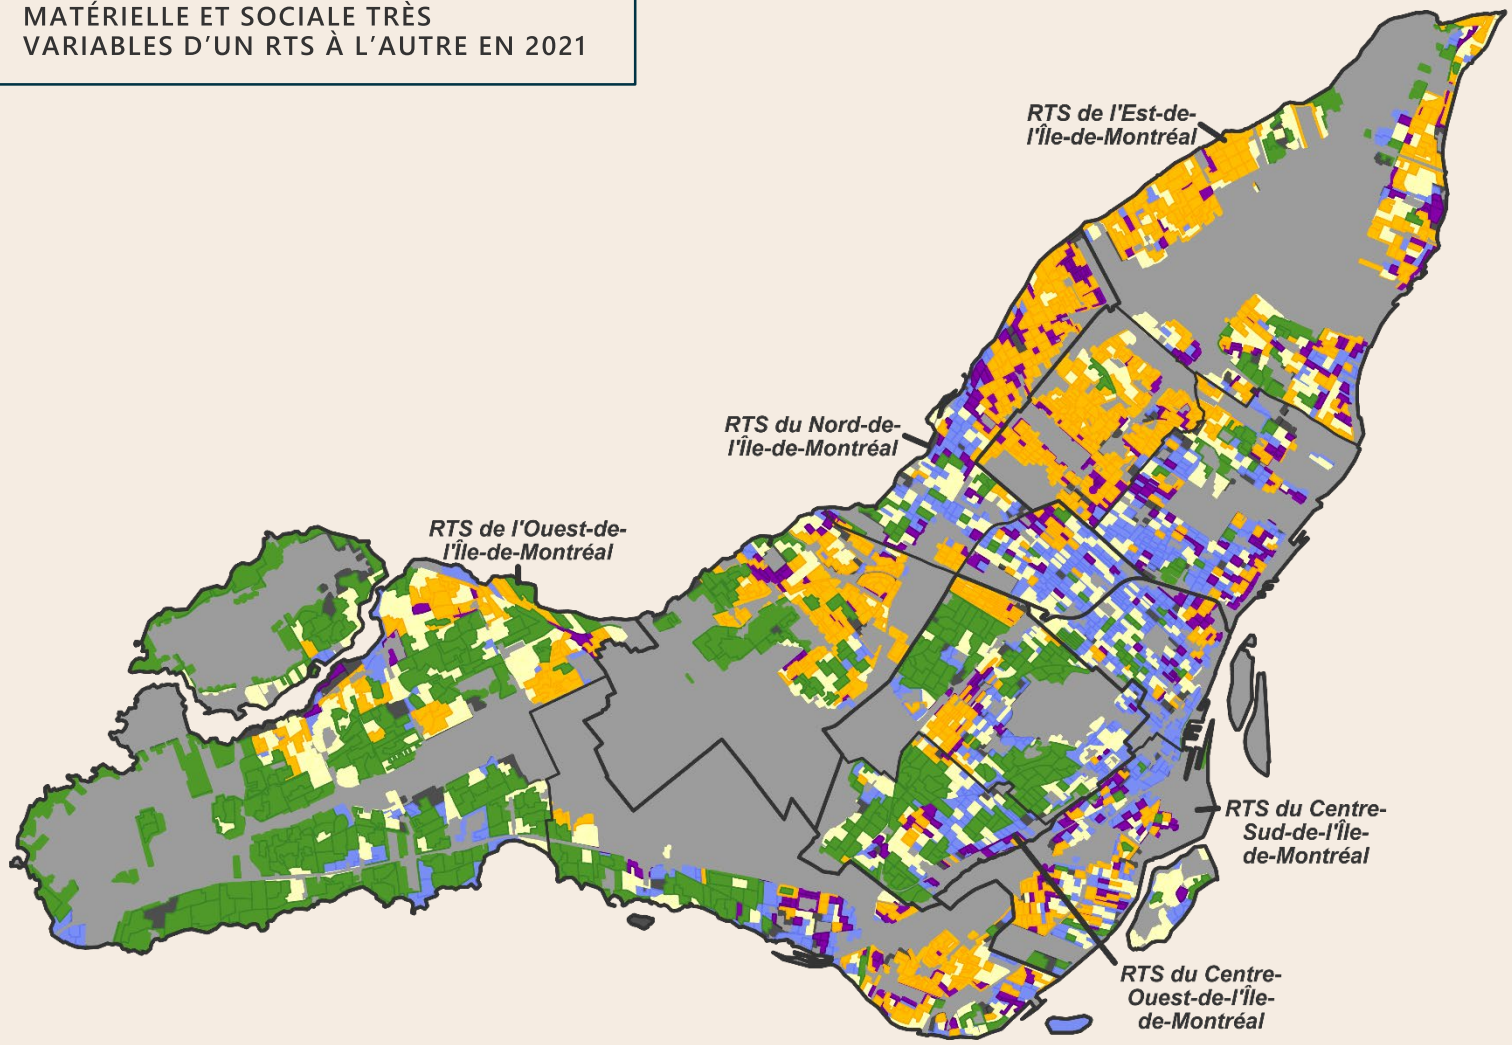 MATÉRIELLE ET SOCIALE TRÈS
VARIABLES D'UN RTS À L'AUTRE EN 2021
RTS de l'Est-de-
l'Île-de-Montréal
RTS du Nord-de-
l'Île-de-Montréal
RTS de l'Ouest-de-
l'Île-de-Montréal
RTS du Centre-
Sud-de-l'Île-
de-Montréal
RTS du Centre-
Ouest-de-l'Île-
de-Montréal